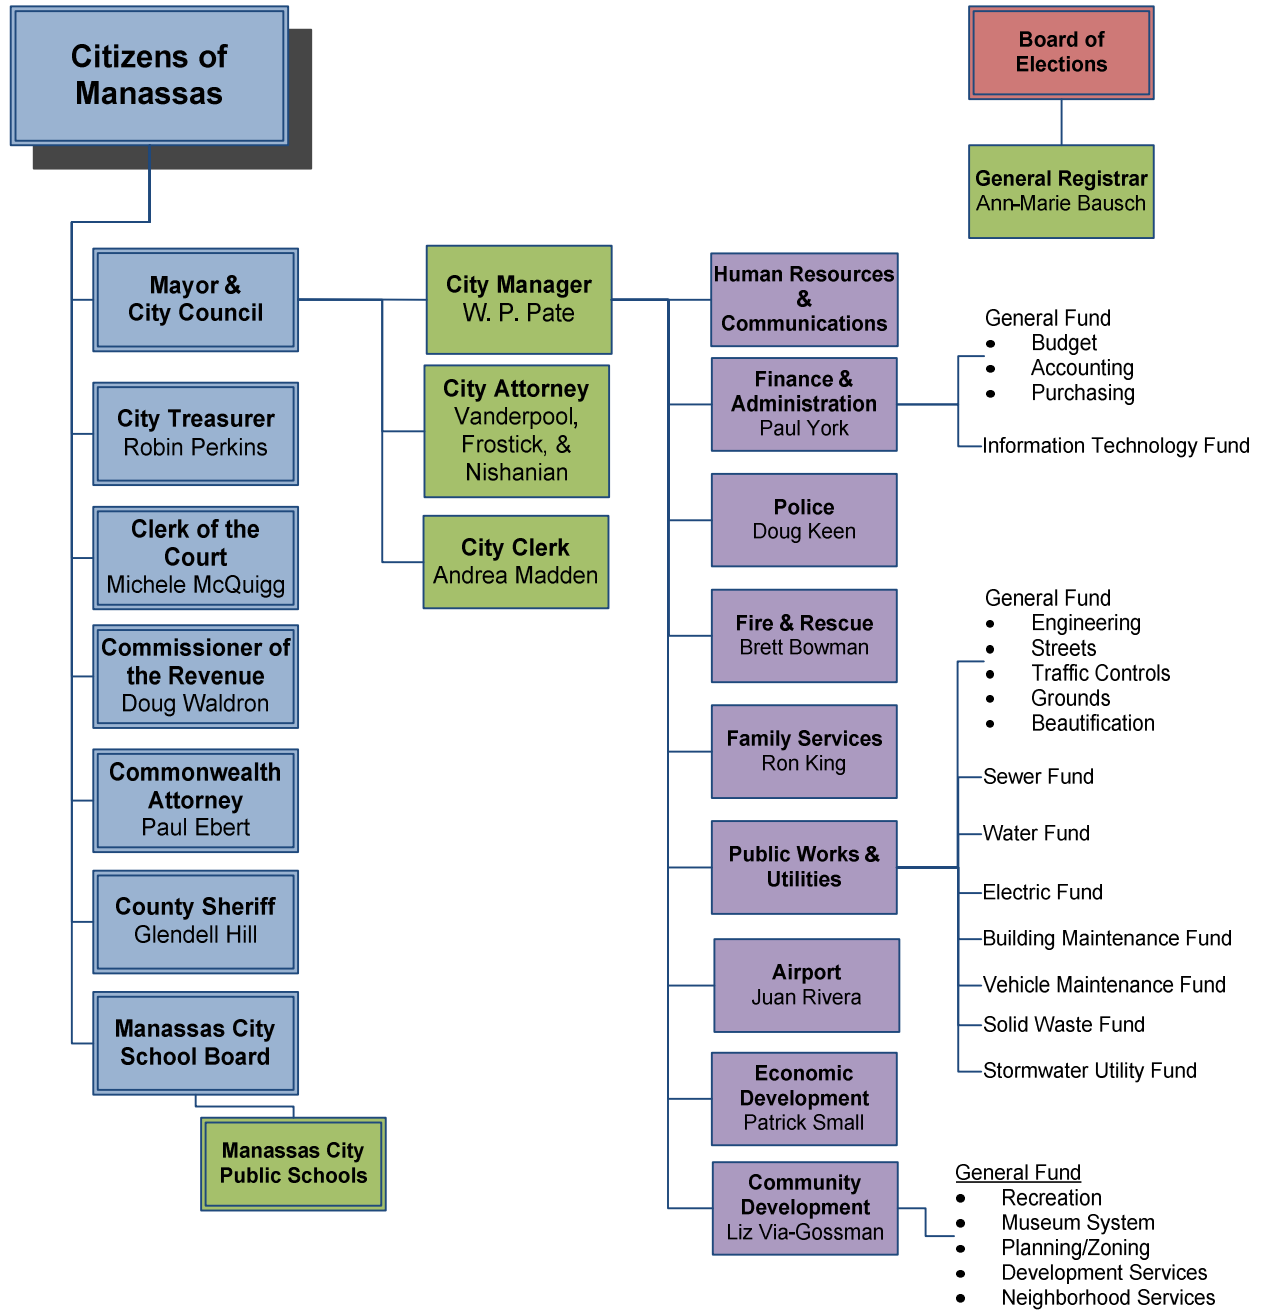 Citizens of
Manassas
Board of
Elections
General Registrar
Ann-Marie Bausch
Mayor &
City Council
City Treasurer
Robin Perkins
Clerk of the
Court
Michele McQuigg
Commissioner of
the Revenue
Doug Waldron
Commonwealth
Attorney
Paul Ebert
County Sheriff
Glendell Hill
Manassas City
School Board
Manassas City
Public Schools
City Manager
W. P. Pate
City Attorney
Vanderpool,
Frostick, &
Nishanian
City Clerk
Andrea Madden
Human Resources
&
Communications
Finance &
Administration
Paul York
General Fund
• Budget
• Accounting
• Purchasing
Information Technology Fund
Police
Doug Keen
Fire & Rescue
Brett Bowman
Family Services
Ron King
Public Works &
Utilities
General Fund
• Engineering
• Streets
• Traffic Controls
• Grounds
• Beautification
Sewer Fund
Water Fund
Electric Fund
Building Maintenance Fund
Vehicle Maintenance Fund
Solid Waste Fund
Stormwater Utility Fund
Airport
Juan Rivera
Economic
Development
Patrick Small
Community
Development
Liz Via-Gossman
General Fund
• Recreation
• Museum System
• Planning/Zoning
• Development Services
• Neighborhood Services